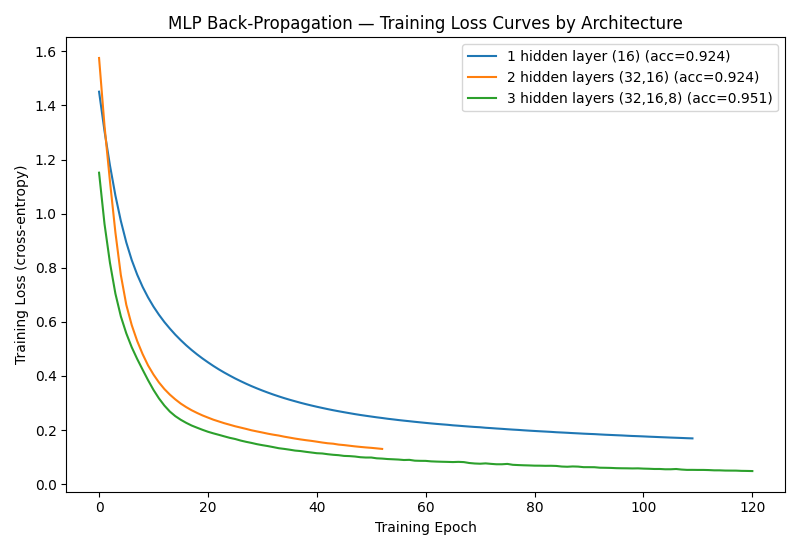 MLP Back-Propagation — Training Loss Curves by Architecture
1 hidden layer (16) (acc=0.924)
2 hidden layers (32,16) (acc=0.924)
3 hidden layers (32,16,8) (acc=0.951)
Training Loss (cross-entropy)
1.6
1.4
1.2
1.0
0.8
0.6
0.4
0.2
0.0
0 20 40 60 80 100 120
Training Epoch